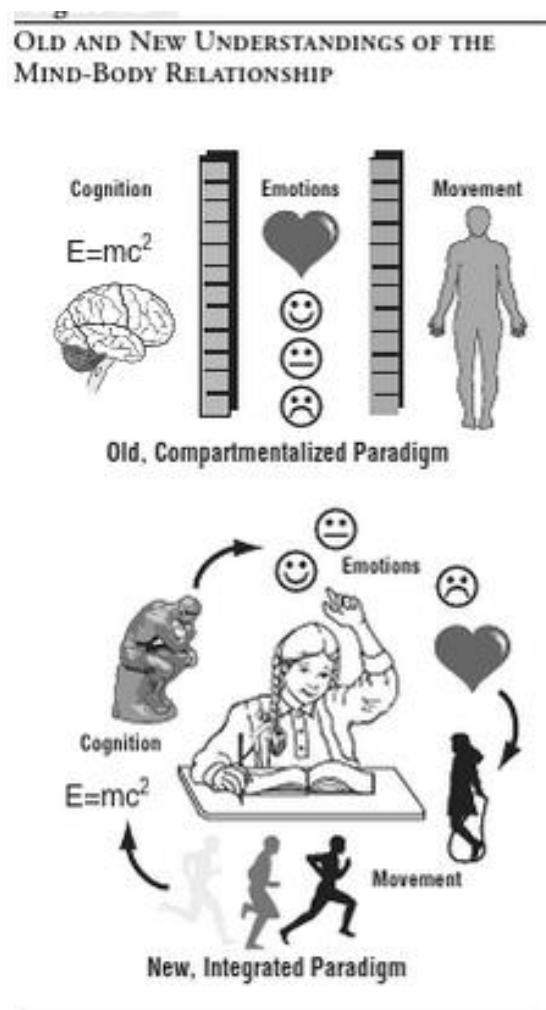 OLD AND NEW UNDERSTANDINGS OF THE
MIND-BODY RELATIONSHIP
Cognition
Emotions
Movement
E=mc²
Old, Compartmentalized Paradigm
Emotions
Cognition
E=mc²
Movement
New, Integrated Paradigm